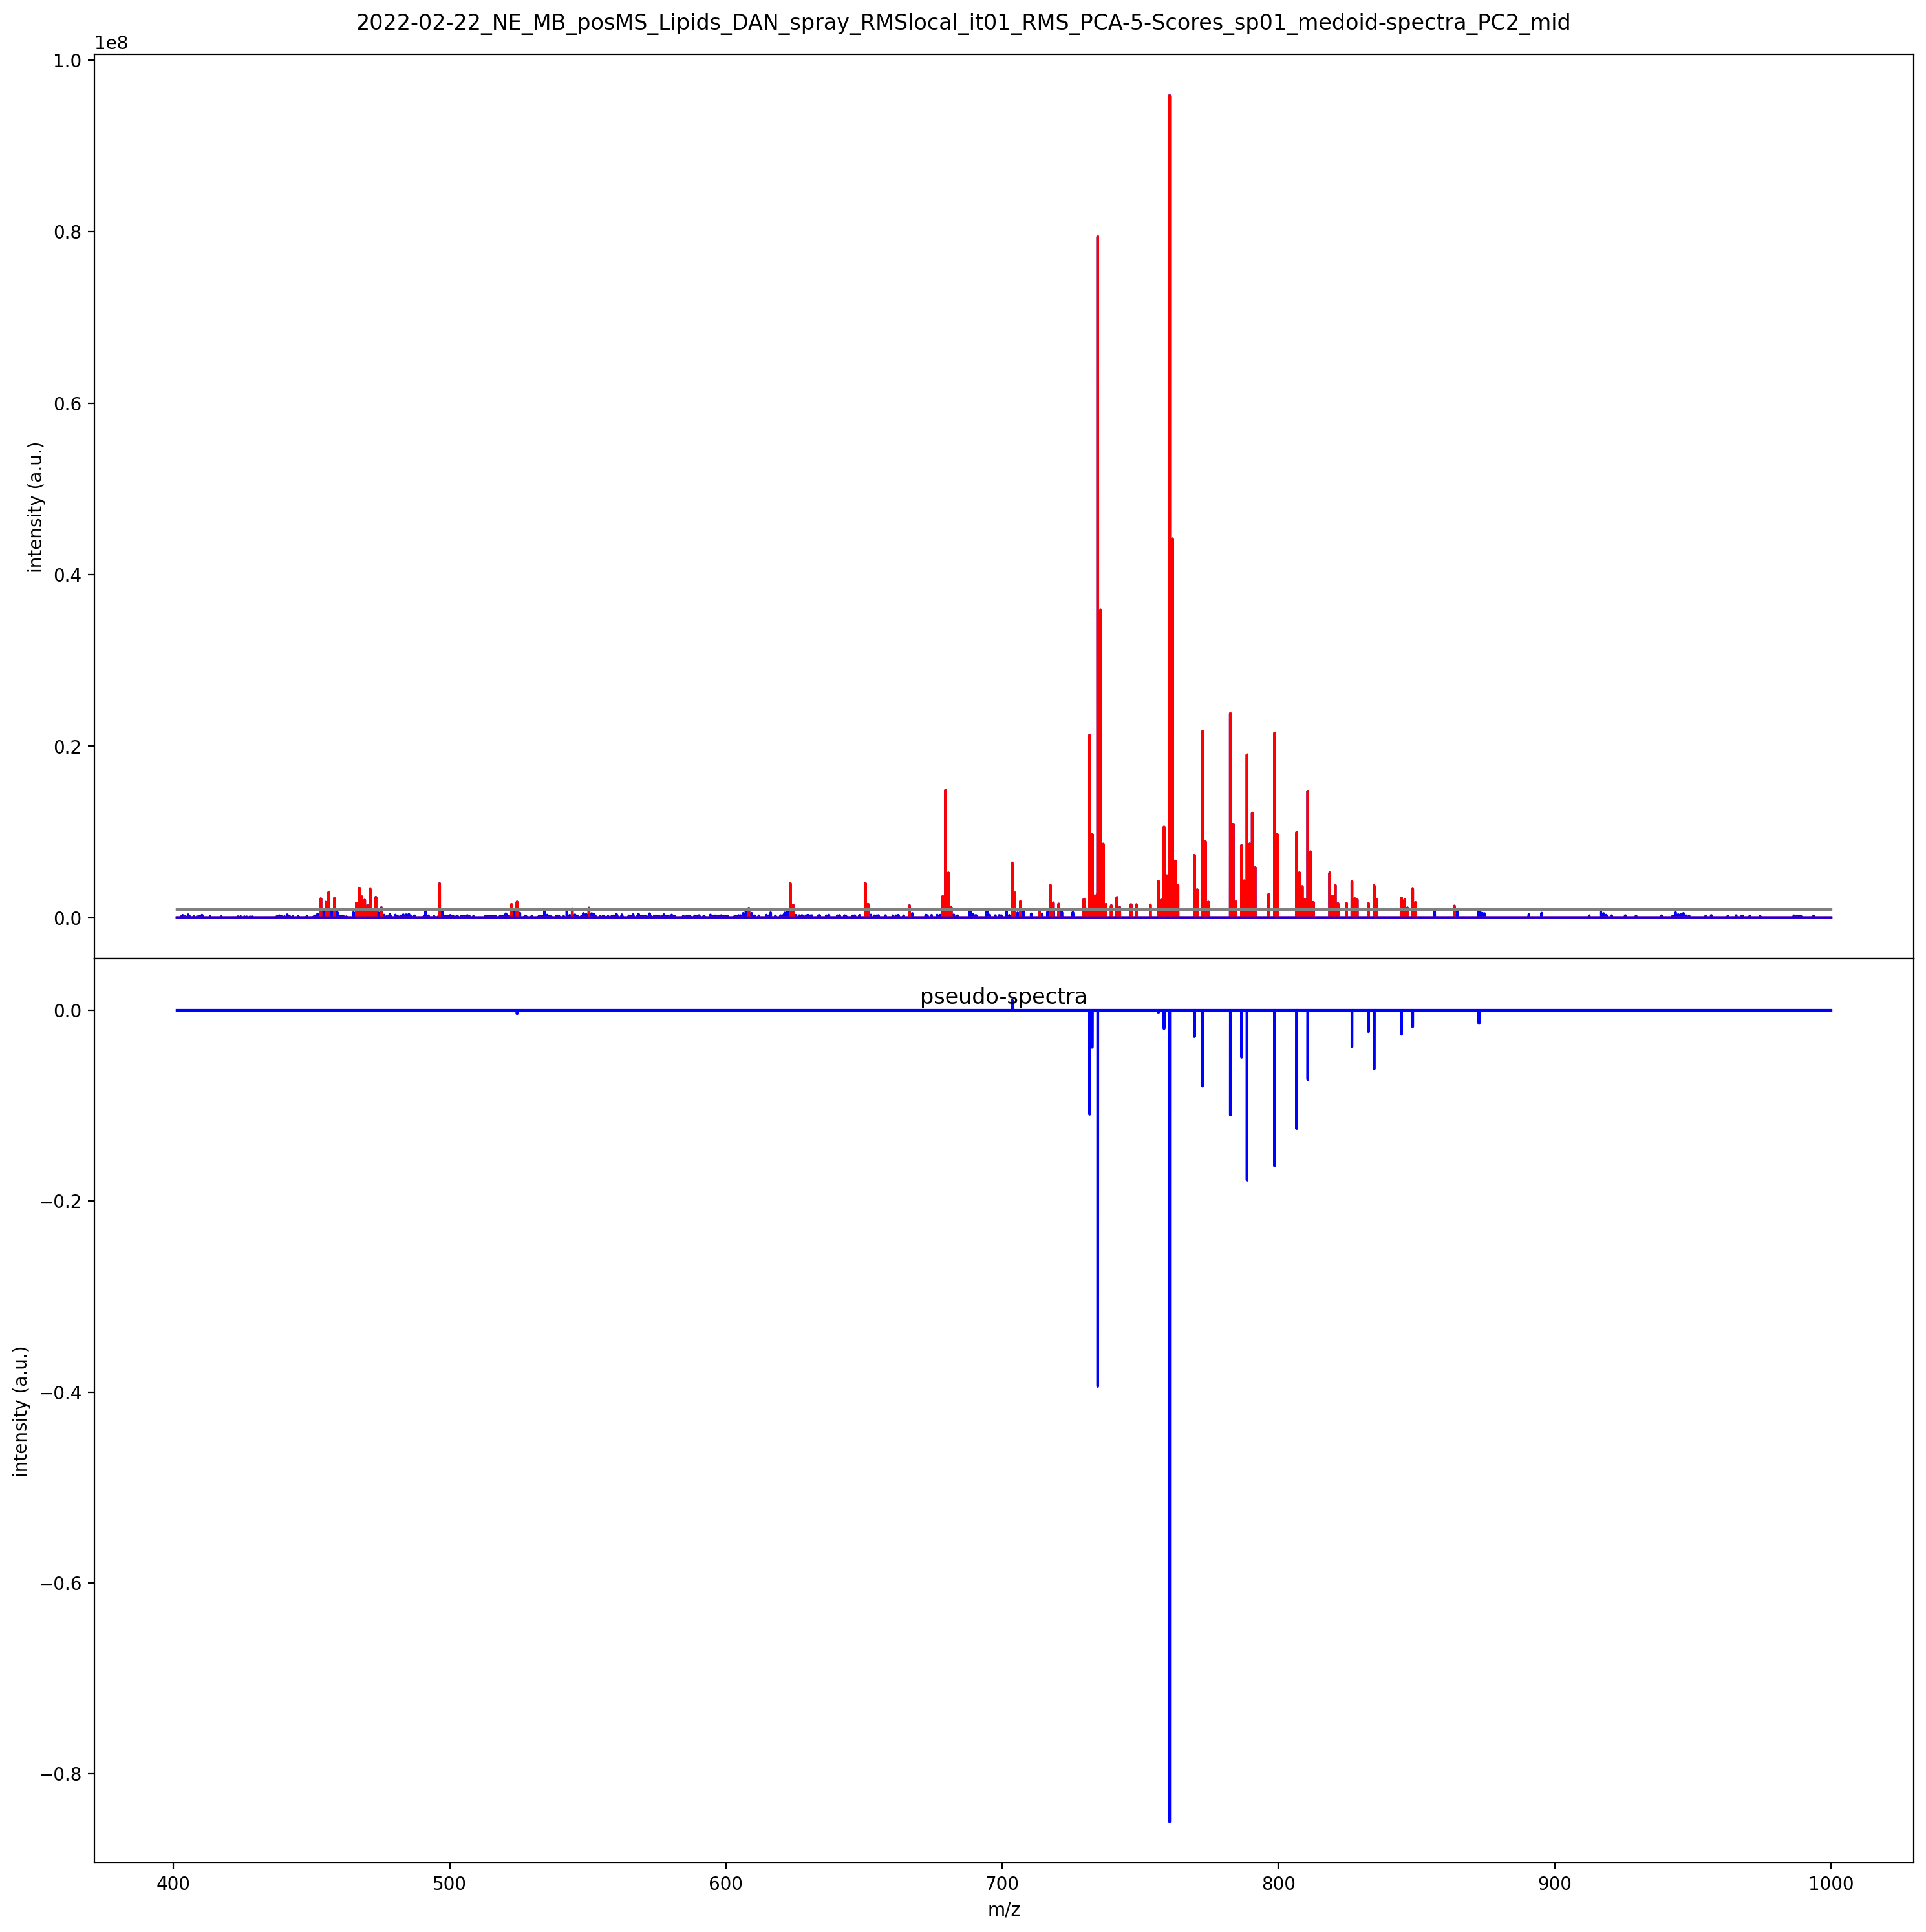 2022-02-22_NE_MB_posMS_Lipids_DAN_spray_RMSlocal_it01_RMS_PCA-5-Scores_sp01_medoid-spectra_PC2_mid
1e8
1.0
0.8
0.6
0.4
0.2
0.0
intensity (a.u.)
pseudo-spectra
0.0
−0.2
−0.4
−0.6
−0.8
intensity (a.u.)
400 500 600 700 800 900 1000
m/z